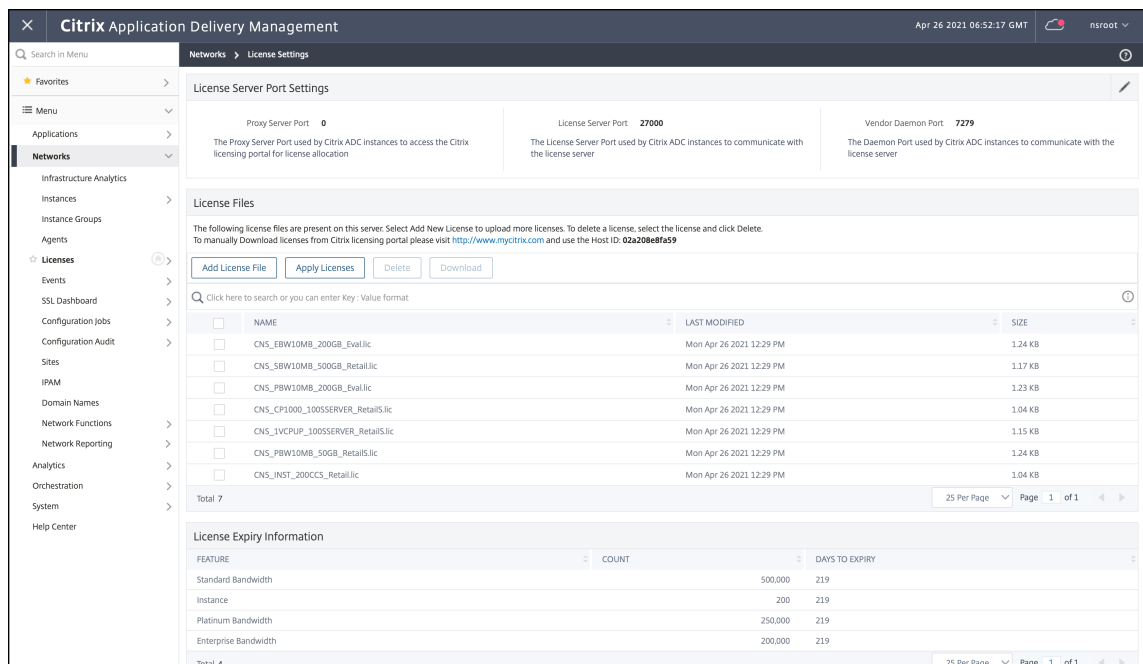 Citrix Application Delivery Management
Apr 26 2021 06:52:17 GMT
nsroot
Search in Menu
Networks > License Settings
Favorites
Menu
Applications
Networks
Infrastructure Analytics
Instances
Instance Groups
Agents
Licenses
Events
SSL Dashboard
Configuration Jobs
Configuration Audit
Sites
IPAM
Domain Names
Network Functions
Network Reporting
Analytics
Orchestration
System
Help Center
License Server Port Settings
Proxy Server Port 0
The Proxy Server Port used by Citrix ADC instances to access the Citrix
licensing portal for license allocation
License Server Port 27000
The License Server Port used by Citrix ADC instances to communicate with
the license server
Vendor Daemon Port 7279
The Daemon Port used by Citrix ADC instances to communicate with the
license server
License Files
The following license files are present on this server. Select Add New License to upload more licenses. To delete a license, select the license and click Delete.
To manually Download licenses from Citrix licensing portal please visit http://www.mycitrix.com and use the Host ID: 02a208e8fa59
Add License File Apply Licenses Delete Download
Click here to search or you can enter Key : Value format
NAME LAST MODIFIED SIZE
CNS_EBW10MB_200GB_Eval.lic Mon Apr 26 2021 12:29 PM 1.24 KB
CNS_SBW10MB_500GB_Retail.lic Mon Apr 26 2021 12:29 PM 1.17 KB
CNS_PBW10MB_200GB_Eval.lic Mon Apr 26 2021 12:29 PM 1.23 KB
CNS_CP1000_100SSERVER_RetailS.lic Mon Apr 26 2021 12:29 PM 1.04 KB
CNS_1VCPUP_100SSERVER_RetailS.lic Mon Apr 26 2021 12:29 PM 1.15 KB
CNS_PBW10MB_50GB_RetailS.lic Mon Apr 26 2021 12:29 PM 1.24 KB
CNS_INST_200CCS_Retail.lic Mon Apr 26 2021 12:29 PM 1.04 KB
Total 7 25 Per Page Page 1 of 1
License Expiry Information
FEATURE COUNT DAYS TO EXPIRY
Standard Bandwidth 500,000 219
Instance 200 219
Platinum Bandwidth 250,000 219
Enterprise Bandwidth 200,000 219
Total 4 25 Per Page Page 1 of 1